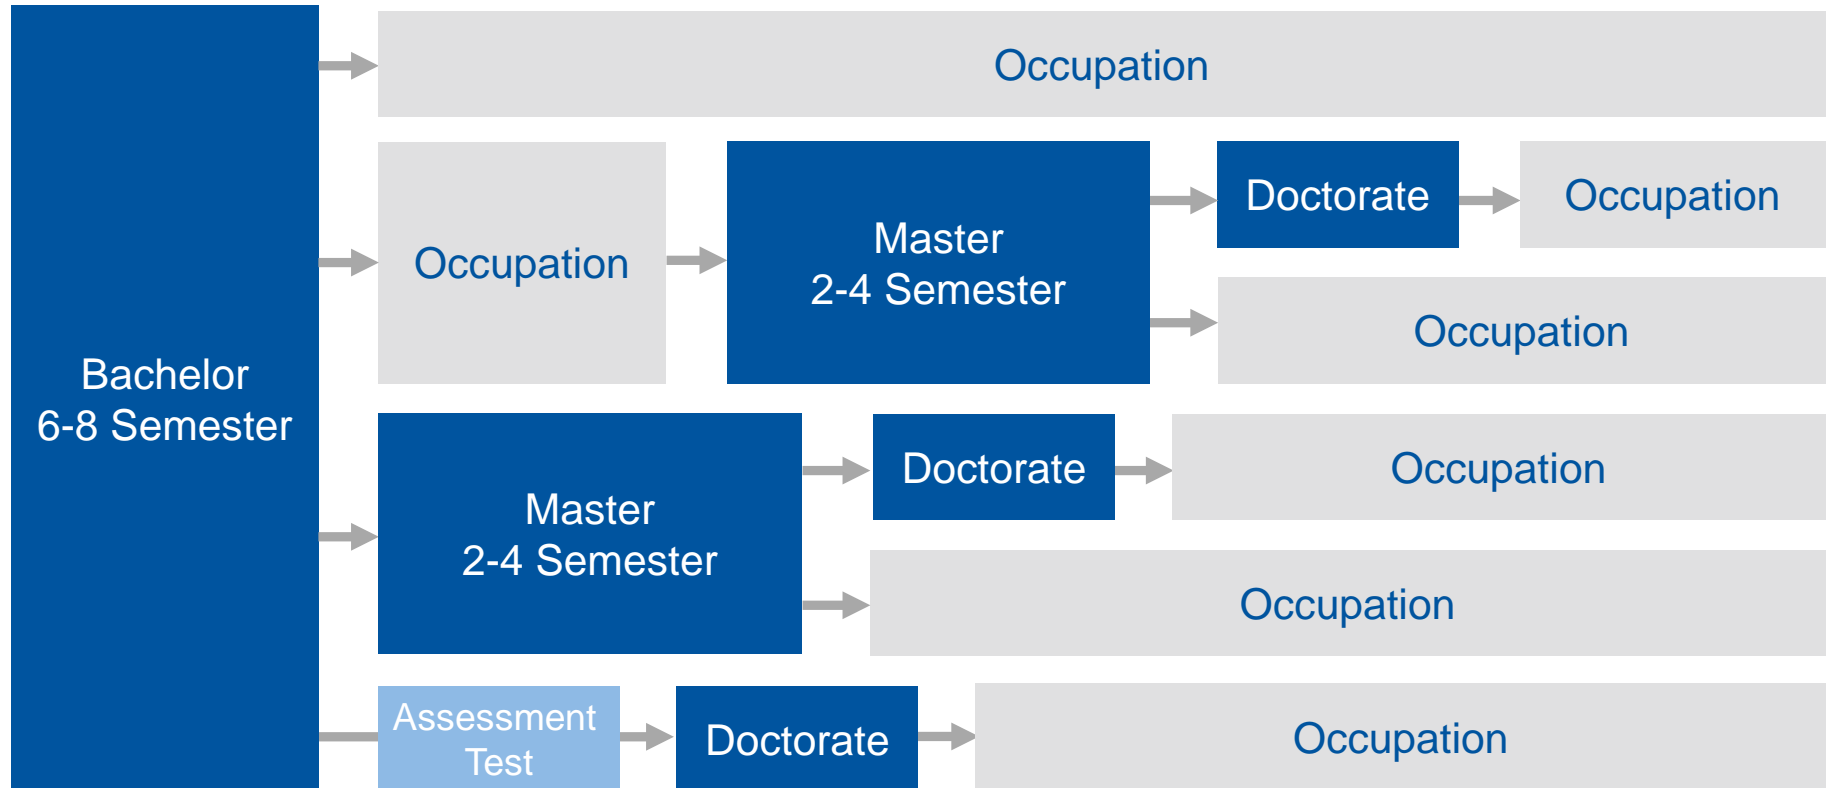 Bachelor
6-8 Semester
Occupation
Occupation
Master
2-4 Semester
Doctorate
Occupation
Occupation
Master
2-4 Semester
Doctorate
Occupation
Occupation
Assessment
Test
Doctorate
Occupation